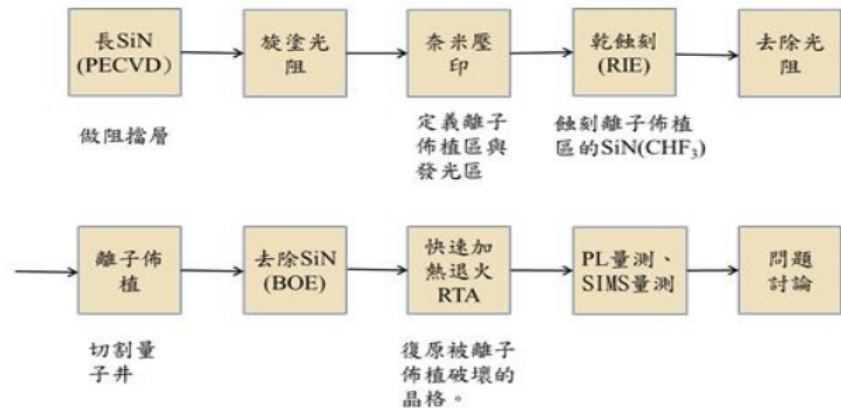 長SiN
(PECVD)
旋塗光
阻
奈米壓
印
乾蝕刻
(RIE)
去除光
阻
做阻擋層
定義離子
佈植區與
發光區
蝕刻離子佈植
區的SiN(CHF₃)
離子佈
植
去除SiN
(BOE)
快速加
熱退火
RTA
PL量測、
SIMS量測
問題
討論
切割量
子井
復原被離子
佈植破壞的
晶格。